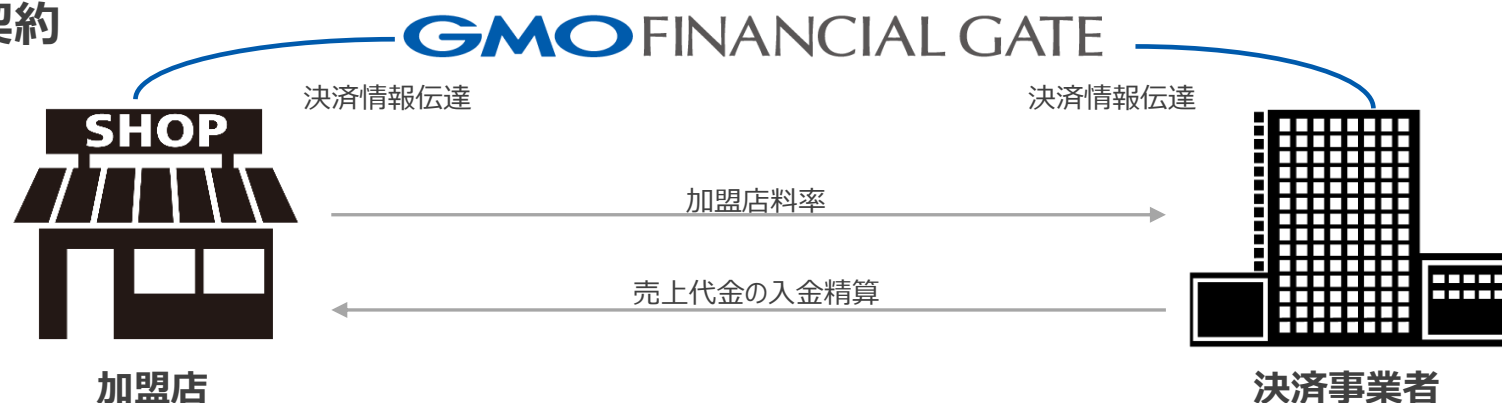 契約
GMO FINANCIAL GATE
決済情報伝達
決済情報伝達
SHOP
加盟店料率
売上代金の入金精算
加盟店
決済事業者